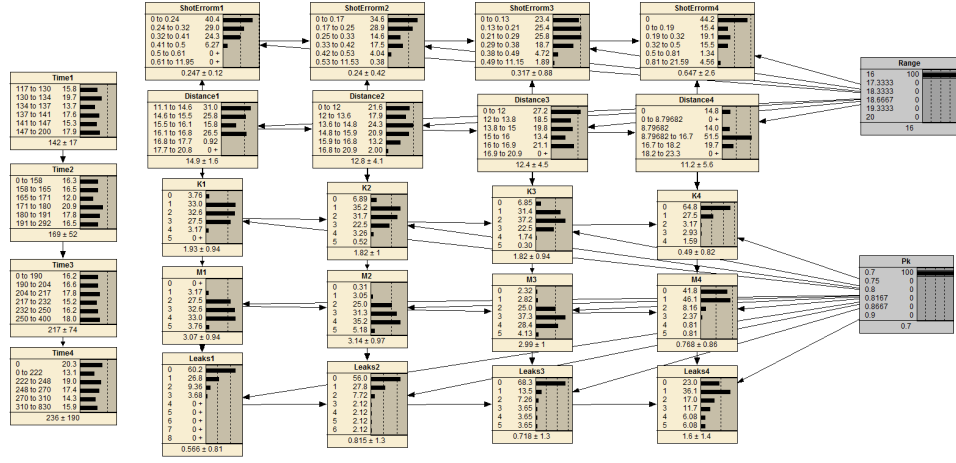 ShotErrorm1
0 to 0.24 40.4
0.24 to 0.32 29.0
0.32 to 0.41 24.3
0.41 to 0.5 6.27
0.5 to 0.61 0 +
0.61 to 11.95 0 +
0.247 ± 0.12
ShotErrorm2
0 to 0.17 34.6
0.17 to 0.25 28.9
0.25 to 0.33 14.6
0.33 to 0.42 17.5
0.42 to 0.53 4.04
0.53 to 11.53 0.38
0.24 ± 0.42
ShotErrorm3
0 to 0.13 23.4
0.13 to 0.21 25.4
0.21 to 0.29 25.8
0.29 to 0.38 18.7
0.38 to 0.49 4.72
0.49 to 11.15 1.89
0.317 ± 0.88
ShotErrorm4
0 44.2
0 to 0.19 15.4
0.19 to 0.32 19.1
0.32 to 0.5 15.5
0.5 to 0.81 1.34
0.81 to 21.59 4.56
0.647 ± 2.6
Range
16 100
17.3333 0
18.3333 0
18.6667 0
19.3333 0
20 0
16
Time1
117 to 130 15.8
130 to 134 19.7
134 to 137 13.7
137 to 141 17.6
141 to 147 15.3
147 to 200 17.9
142 ± 17
Distance1
11.1 to 14.6 31.0
14.6 to 15.5 25.8
15.5 to 16.1 15.8
16.1 to 16.8 26.5
16.8 to 17.7 0.92
17.7 to 20.8 0 +
14.9 ± 1.6
Distance2
0 to 12 21.6
12 to 13.6 17.9
13.6 to 14.8 24.3
14.8 to 15.9 20.9
15.9 to 16.8 13.2
16.8 to 20.9 2.00
12.8 ± 4.1
Distance3
0 to 12 27.2
12 to 13.8 18.5
13.8 to 15 19.8
15 to 16 13.4
16 to 16.9 21.1
16.9 to 20.9 0 +
12.4 ± 4.5
Distance4
0 14.8
0 to 8.79682 0 +
8.79682 14.0
8.79682 to 16.7 51.5
16.7 to 18.2 19.7
18.2 to 23.3 0 +
11.2 ± 5.6
Time2
0 to 158 16.3
158 to 165 16.5
165 to 171 12.0
171 to 180 20.9
180 to 191 17.8
191 to 292 16.5
169 ± 52
K1
0 3.76
1 33.0
2 32.6
3 27.5
4 3.17
5 0 +
1.93 ± 0.94
K2
0 6.89
1 35.2
2 31.7
3 22.5
4 3.26
5 0.52
1.82 ± 1
K3
0 6.85
1 31.4
2 37.2
3 22.5
4 1.74
5 0.30
1.82 ± 0.94
K4
0 64.8
1 27.5
2 3.17
3 2.93
4 1.59
0.49 ± 0.82
Time3
0 to 190 16.2
190 to 204 16.6
204 to 217 17.8
217 to 232 15.2
232 to 250 16.2
250 to 400 18.0
217 ± 74
M1
0 0 +
1 3.17
2 27.5
3 32.6
4 33.0
5 3.76
3.07 ± 0.94
M2
0 0.31
1 3.05
2 25.0
3 31.3
4 35.2
5 5.18
3.14 ± 0.97
M3
0 2.32
1 2.82
2 25.0
3 37.3
4 28.4
5 4.13
2.99 ± 1
M4
0 41.8
1 46.1
2 8.16
3 2.37
4 0.81
5 0.81
0.768 ± 0.86
Pk
0.7 100
0.75 0
0.8 0
0.8167 0
0.8667 0
0.9 0
0.7
Time4
0 20.3
0 to 222 13.1
222 to 248 19.0
248 to 270 17.4
270 to 310 14.3
310 to 830 15.9
236 ± 190
Leaks1
0 60.2
1 26.8
2 9.36
3 3.68
4 0 +
5 0 +
6 0 +
7 0 +
8 0 +
0.566 ± 0.81
Leaks2
0 56.0
1 27.8
2 7.72
3 2.12
4 2.12
5 2.12
6 2.12
0.815 ± 1.3
Leaks3
0 68.3
1 13.5
2 7.26
3 3.65
4 3.65
5 3.65
0.718 ± 1.3
Leaks4
0 23.0
1 36.1
2 17.0
3 11.7
4 6.08
5 6.08
1.6 ± 1.4